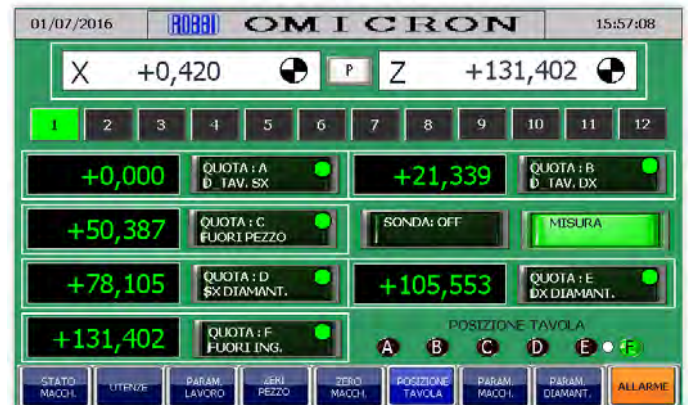 01/07/2016 ROBBI OMICRON 15:57:08
X +0,420 P Z +131,402
1 2 3 4 5 6 7 8 9 10 11 12
+0,000 QUOTA : A +21,339 QUOTA : B
D_TAV. SX D_TAV. DX
+50,387 QUOTA : C SONDA: OFF MISURA
FUORI PEZZO
+78,105 QUOTA : D +105,553 QUOTA : E
SX DIAMANT. DX DIAMANT.
+131,402 QUOTA : F POSIZIONE TAVOLA
FUORI ING. A B C D E F
STATO UTENZE PARAM. ZERI ZERO POSIZIONE PARAM. PARAM. ALLARME
MACCH. LAVORO PEZZO MACCH. TAVOLA MACCH. DIAMANT.